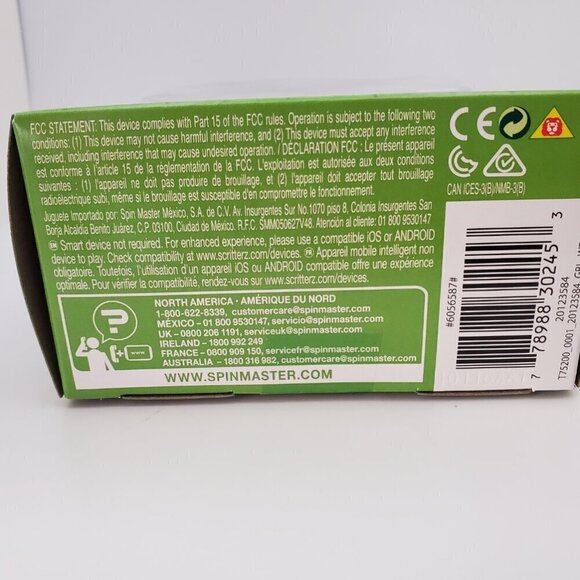 FCC STATEMENT: This device complies with Part 15 of the FCC rules. Operation is subject to the following two
conditions: (1) This may not cause harmful interference, and (2) This device must accept any interference
received, including interference that may cause undesired operation. / DECLARATION FCC : Le présent appareil
est conforme à l'article 15 de la réglementation de la FCC. L'exploitation est autorisée aux deux conditions
suivantes : (1) l'appareil ne doit pas produire de brouillage, et (2) l'appareil doit accepter tout brouillage
radioélectrique subi, même si ce brouillage est susceptible d'en compromettre le fonctionnement.
Juguete Importado por: Spin Master México, S.A. de C.V. Av. Insurgentes Sur No.1070 piso 8, Colonia Insurgentes San
Borja Alcaldía Benito Juárez, C.P. 03100, Ciudad de México. R.F.C. SMM050627V48. Atención al cliente: 01 800 9530147
EN Smart device not required. For enhanced experience, please use a compatible iOS or ANDROID
device to play. Check compatibility at www.scritterz.com/devices. FR Appareil mobile intelligent non
obligatoire. Toutefois, l'utilisation d'un appareil iOS ou ANDROID compatible offre une expérience
optimale. Pour vérifier la compatibilité, rendez-vous sur www.scritterz.com/devices.
NORTH AMERICA • AMÉRIQUE DU NORD
1-800-622-8339, customercare@spinmaster.com
MÉXICO - 01 800 9530147, servicio@spinmaster.com
UK - 0800 206 1191, serviceuk@spinmaster.com
IRELAND - 1800 992 249
FRANCE - 0800 909 150, servicefr@spinmaster.com
AUSTRALIA - 1800 316 982, customercare@spinmaster.com
WWW.SPINMASTER.COM
?
www
CE
CAN ICES-3(B)/NMB-3(B)
#6056587#
7 78988 30245 3
20123584
T75200_0001_20123584_GBL